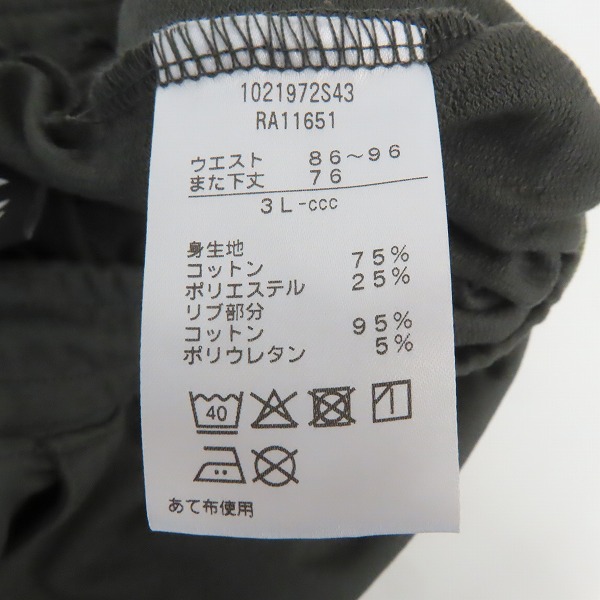 1021972S43
RA11651
ウエスト 86～96
また下丈 76
3L-ccc
身生地
コットン 75%
ポリエステル 25%
リブ部分
コットン 95%
ポリウレタン 5%
40
あて布使用